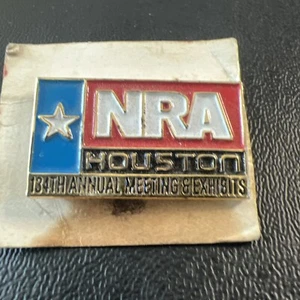 NRA
HOUSTON
134TH ANNUAL MEETING & EXHIBITS